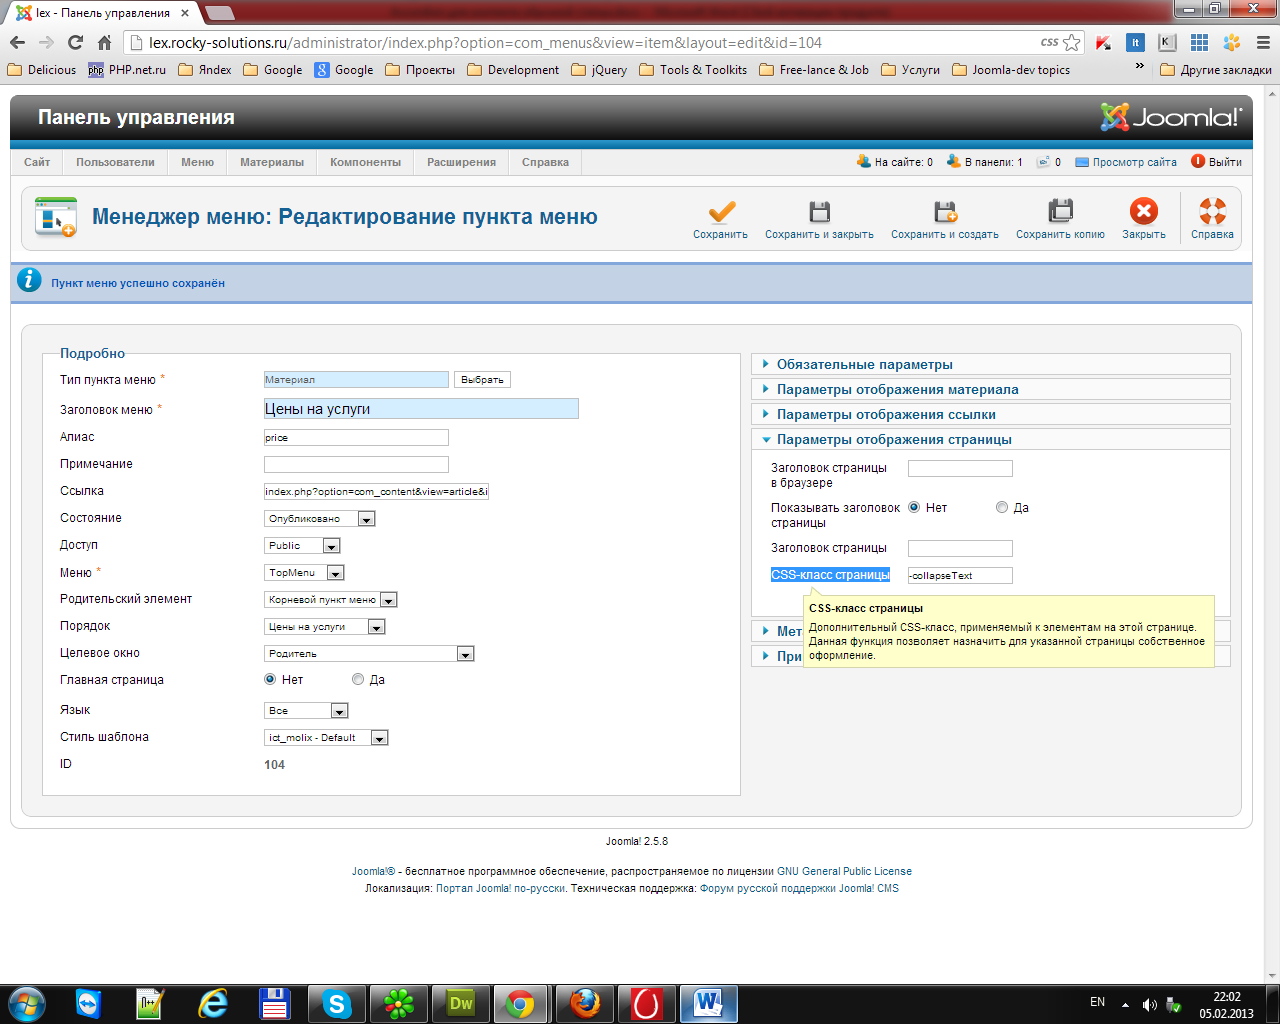 lex - Панель управления
lex.rocky-solutions.ru/administrator/index.php?option=com_menus&view=item&layout=edit&id=104
css
Delicious PHP.net.ru Яndex Google Google Проекты Development jQuery Tools & Toolkits Free-lance & Job Услуги Joomla-dev topics » Другие закладки
Панель управления
Joomla!
Сайт Пользователи Меню Материалы Компоненты Расширения Справка На сайте: 0 В панели: 1 0 Просмотр сайта Выйти
Менеджер меню: Редактирование пункта меню
Сохранить Сохранить и закрыть Сохранить и создать Сохранить копию Закрыть Справка
Пункт меню успешно сохранён
Подробно
Тип пункта меню * Материал Выбрать
Заголовок меню * Цены на услуги
Алиас price
Примечание
Ссылка index.php?option=com_content&view=article&i
Состояние Опубликовано
Доступ Public
Меню * TopMenu
Родительский элемент Корневой пункт меню
Порядок Цены на услуги
Целевое окно Родитель
Главная страница Нет Да
Язык Все
Стиль шаблона ict_molix - Default
ID 104
Обязательные параметры
Параметры отображения материала
Параметры отображения ссылки
Параметры отображения страницы
Заголовок страницы
в браузере
Показывать заголовок
страницы
Нет Да
Заголовок страницы
CSS-класс страницы -collapseText
CSS-класс страницы
Дополнительный CSS-класс, применяемый к элементам на этой странице.
Данная функция позволяет назначить для указанной страницы собственное
оформление.
Мет
При
Joomla! 2.5.8
Joomla!® - бесплатное программное обеспечение, распространяемое по лицензии GNU General Public License
Локализация: Портал Joomla! по-русски. Техническая поддержка: Форум русской поддержки Joomla! CMS
EN
22:02
05.02.2013